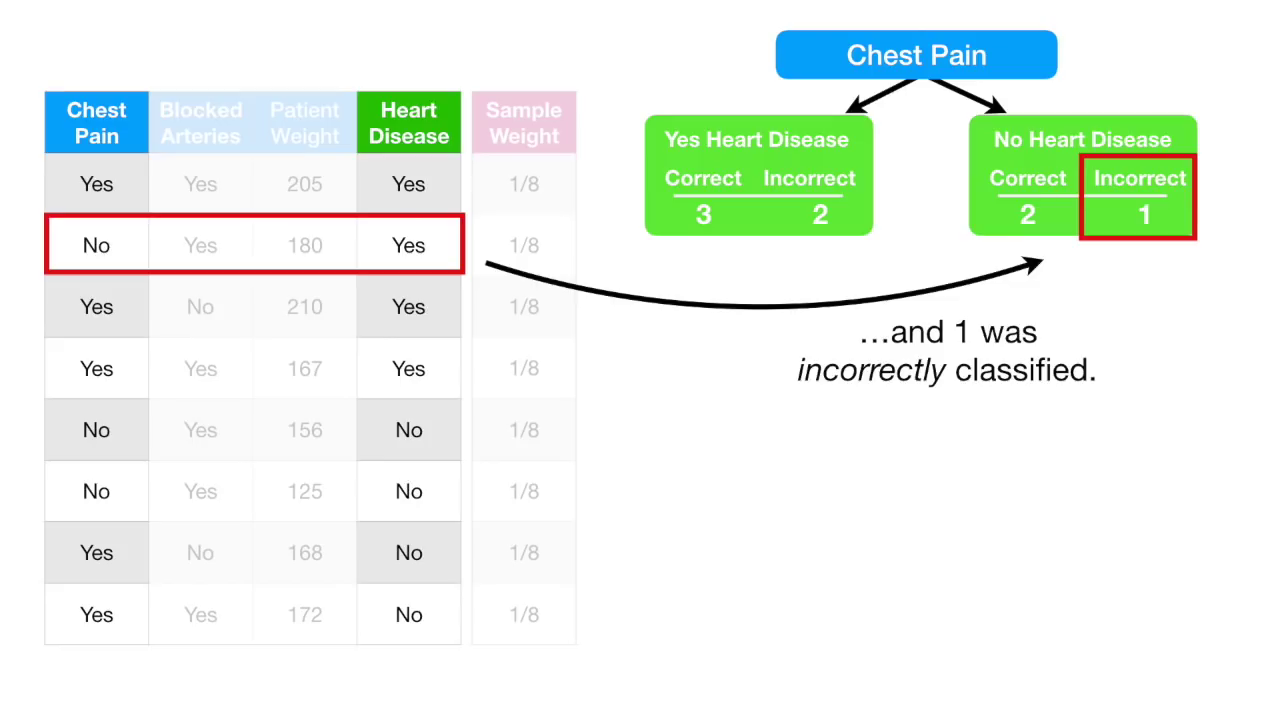 Chest Pain
Chest Pain Blocked Arteries Patient Weight Heart Disease Sample Weight
Yes Yes 205 Yes 1/8
No Yes 180 Yes 1/8
Yes No 210 Yes 1/8
Yes Yes 167 Yes 1/8
No Yes 156 No 1/8
No Yes 125 No 1/8
Yes No 168 No 1/8
Yes Yes 172 No 1/8
Yes Heart Disease
Correct Incorrect
3 2
No Heart Disease
Correct Incorrect
2 1
…and 1 was
incorrectly classified.